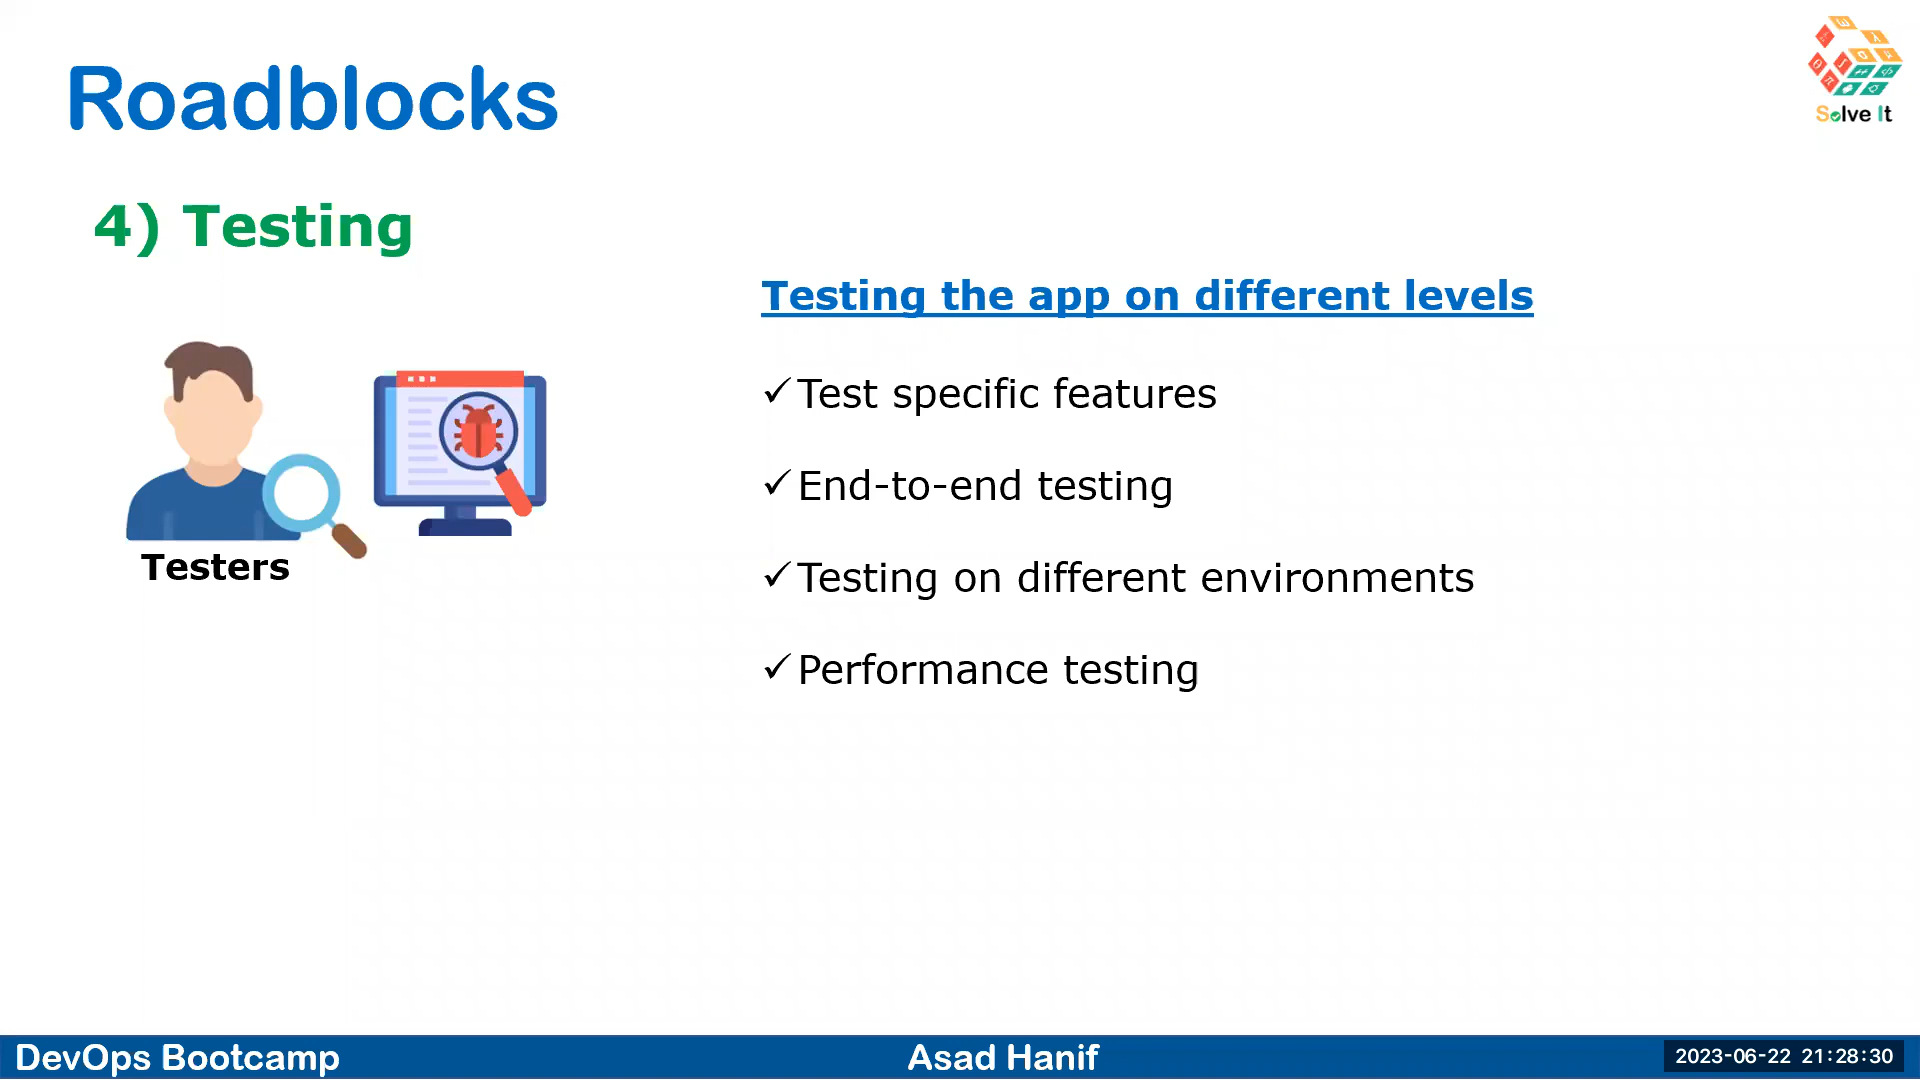 Roadblocks
Solve It
4) Testing
Testing the app on different levels
✓Test specific features
✓End-to-end testing
✓Testing on different environments
✓Performance testing
Testers
DevOps Bootcamp
Asad Hanif
2023-06-22 21:28:30